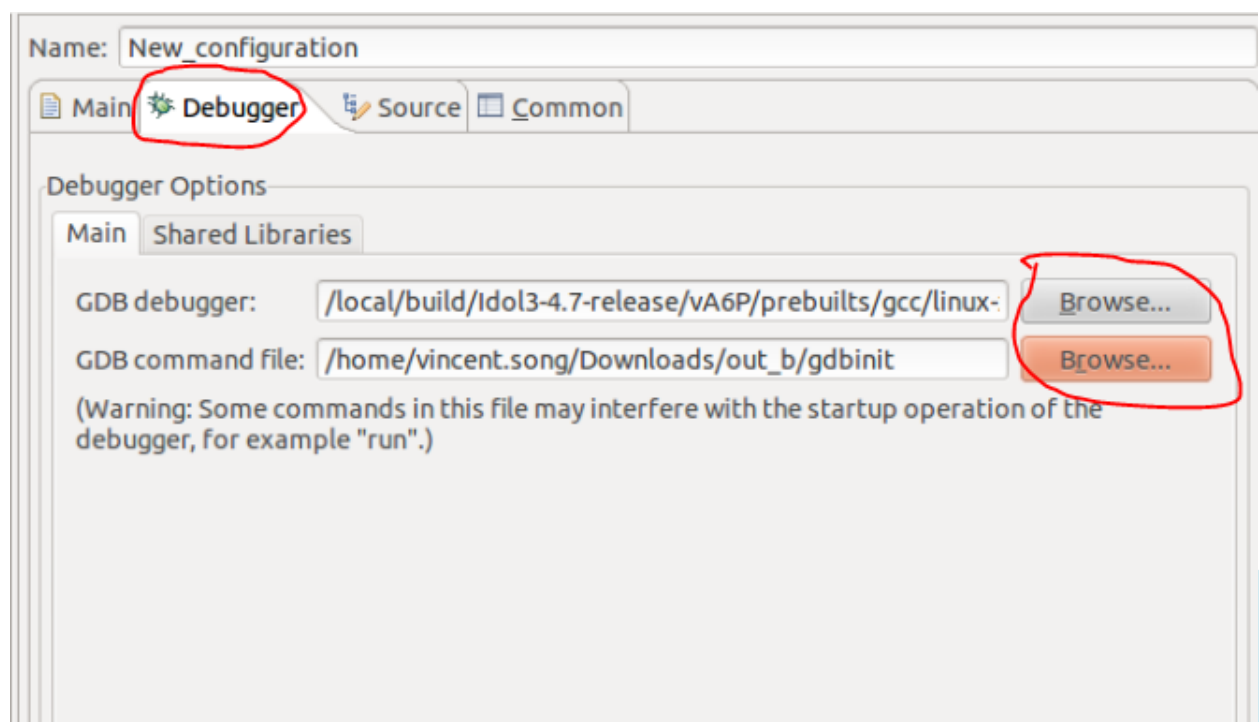 Name: New_configuration
Main Debugger Source Common
Debugger Options
Main Shared Libraries
GDB debugger: /local/build/Idol3-4.7-release/vA6P/prebuilts/gcc/linux- Browse...
GDB command file: /home/vincent.song/Downloads/out_b/gdbinit Browse...
(Warning: Some commands in this file may interfere with the startup operation of the
debugger, for example "run".)